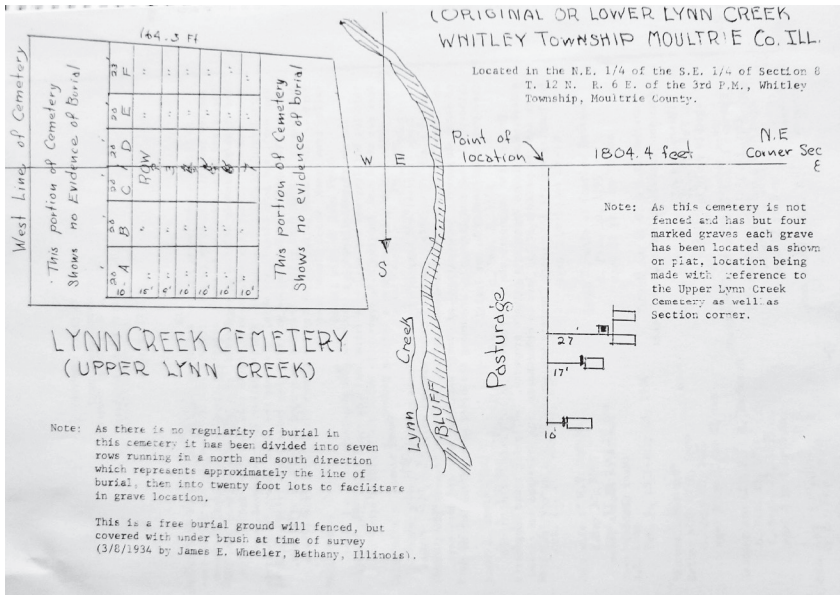 (ORIGINAL OR LOWER LYNN CREEK
WHITLEY TOWNSHIP MOULTRIE Co. ILL.
Located in the N.E. 1/4 of the S.E. 1/4 of Section 8
T. 12 N. R. 6 E. of the 3rd P.M., Whitley
Township, Moultrie County.
164.3 Ft
West Line of Cemetery
This portion of Cemetery
Shows no Evidence of Burial
A B C D E F
ROW
10' 15' 9' 10' 10' 10' 10'
This portion of Cemetery
Shows no evidence of burial
W E
S
Point of
location
1804.4 feet
N.E
Corner Sec
8
Note: As this cemetery is not
fenced and has but four
marked graves each grave
has been located as shown
on plat, location being
made with reference to
the Upper Lynn Creek
Cemetery as well as
Section corner.
Pasturage
27'
17'
10'
Lynn Creek
BLUFF
LYNN CREEK CEMETERY
(UPPER LYNN CREEK)
Note: As there is no regularity of burial in
this cemetery it has been divided into seven
rows running in a north and south direction
which represents approximately the line of
burial, then into twenty foot lots to facilitate
in grave location.
This is a free burial ground will fenced, but
covered with under brush at time of survey
(3/8/1934 by James E. Wheeler, Bethany, Illinois).